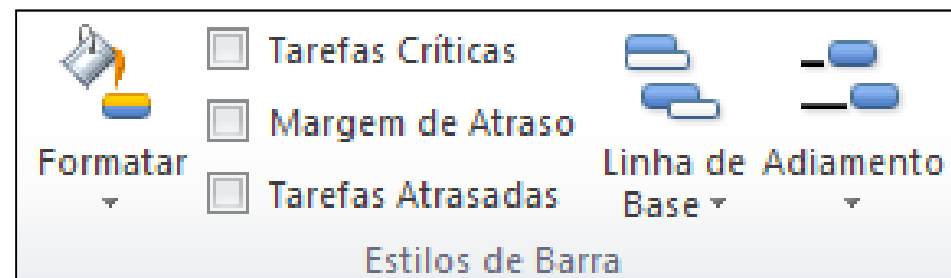 Formatar
Tarefas Críticas
Margem de Atraso
Tarefas Atrasadas
Linha de
Base
Adiamento
Estilos de Barra